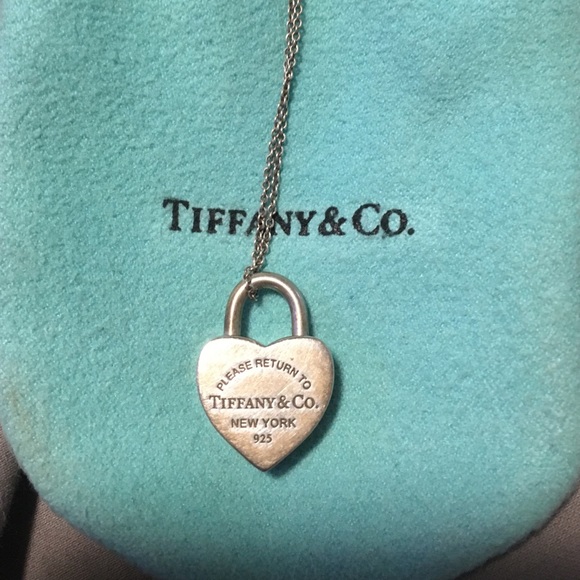 TIFFANY & CO.
PLEASE RETURN TO
TIFFANY & CO.
NEW YORK
925